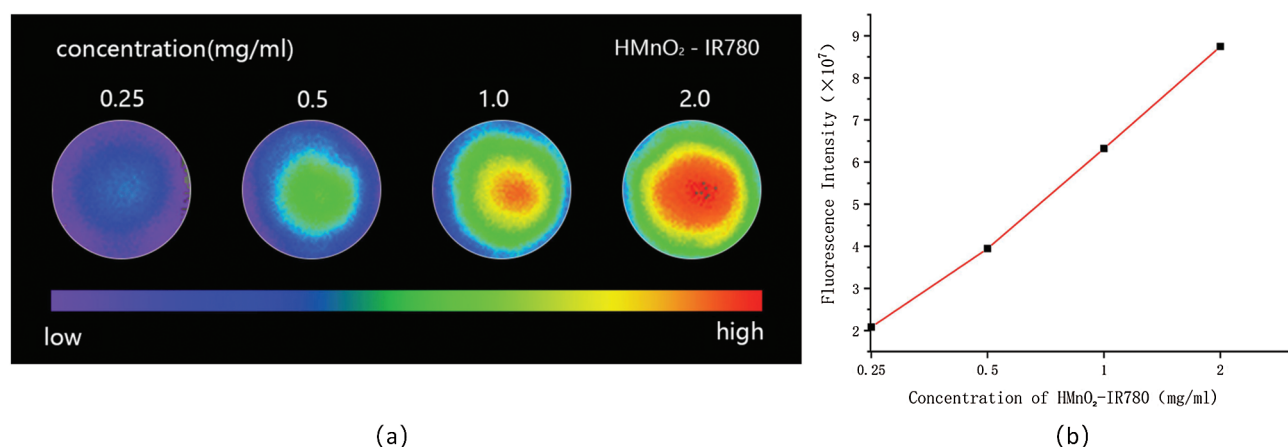 concentration(mg/ml)
HMnO₂ - IR780
0.25
0.5
1.0
2.0
low
high
(a)
Fluorescence Intensity (×10⁷)
9
8
7
6
5
4
3
2
0.25
0.5
1
2
Concentration of HMnO₂-IR780 (mg/ml)
(b)